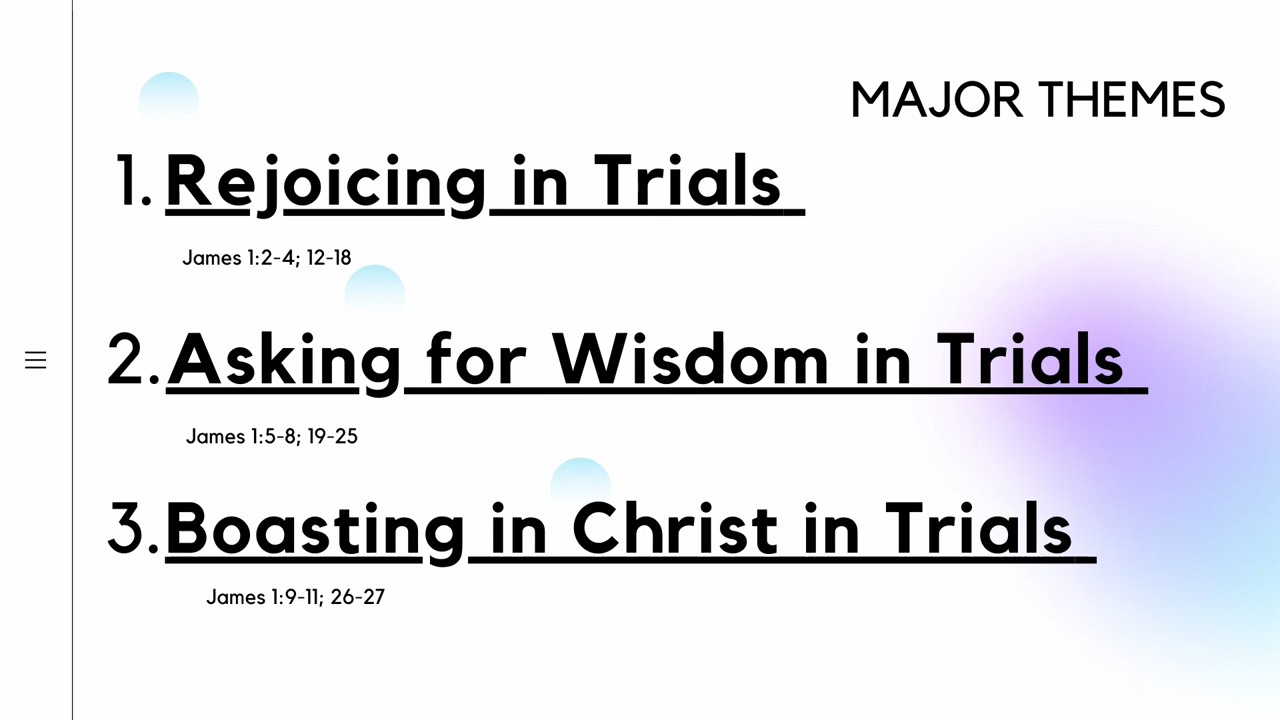 MAJOR THEMES
1. Rejoicing in Trials
James 1:2-4; 12-18
2. Asking for Wisdom in Trials
James 1:5-8; 19-25
3. Boasting in Christ in Trials
James 1:9-11; 26-27